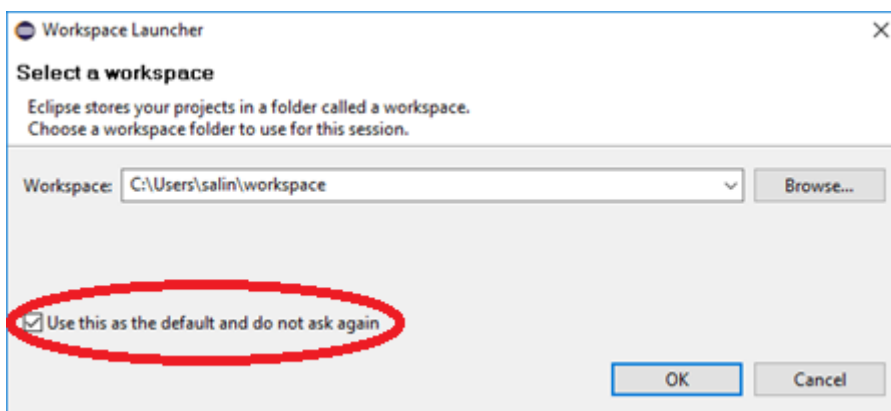 Workspace Launcher
Select a workspace
Eclipse stores your projects in a folder called a workspace.
Choose a workspace folder to use for this session.
Workspace: C:\Users\salin\workspace Browse...
Use this as the default and do not ask again
OK Cancel